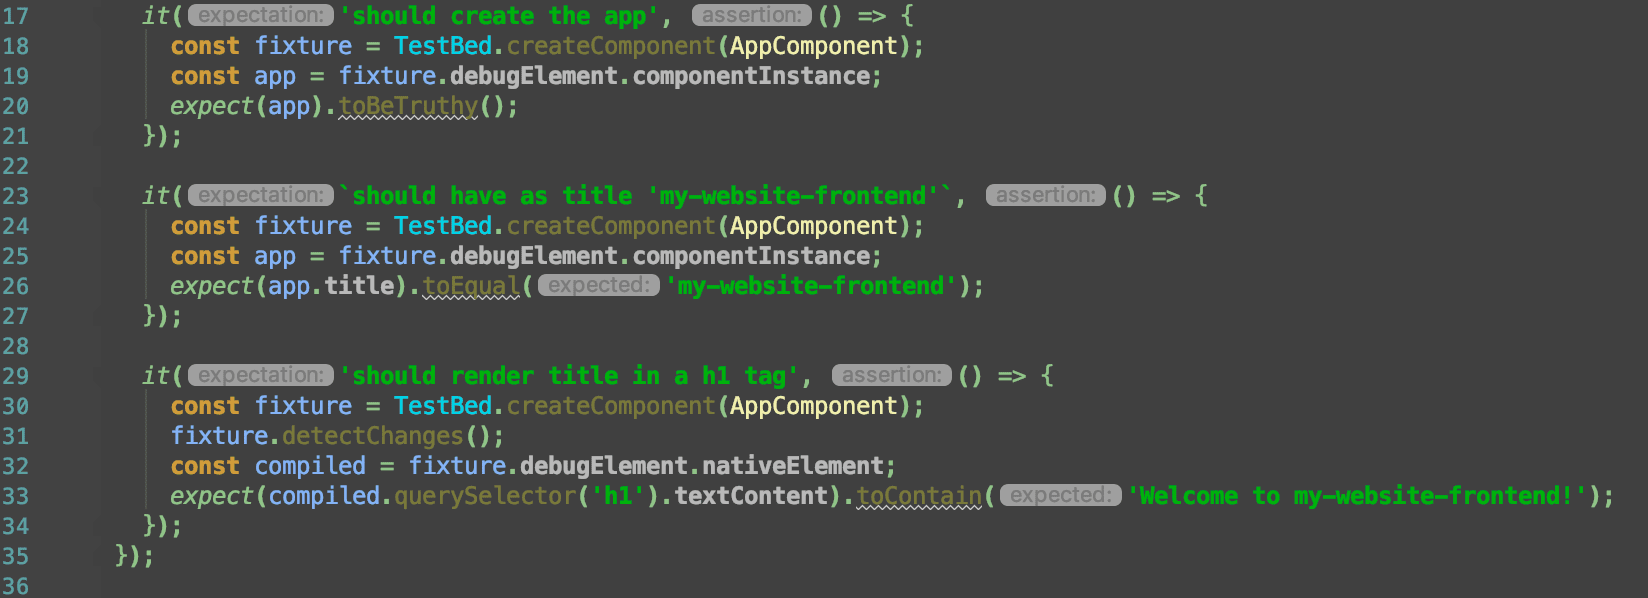 17 it( expectation: 'should create the app', assertion: () => {
18 const fixture = TestBed.createComponent(AppComponent);
19 const app = fixture.debugElement.componentInstance;
20 expect(app).toBeTruthy();
21 });
22
23 it( expectation: `should have as title 'my-website-frontend'`, assertion: () => {
24 const fixture = TestBed.createComponent(AppComponent);
25 const app = fixture.debugElement.componentInstance;
26 expect(app.title).toEqual( expected: 'my-website-frontend');
27 });
28
29 it( expectation: 'should render title in a h1 tag', assertion: () => {
30 const fixture = TestBed.createComponent(AppComponent);
31 fixture.detectChanges();
32 const compiled = fixture.debugElement.nativeElement;
33 expect(compiled.querySelector('h1').textContent).toContain( expected: 'Welcome to my-website-frontend!');
34 });
35 });
36